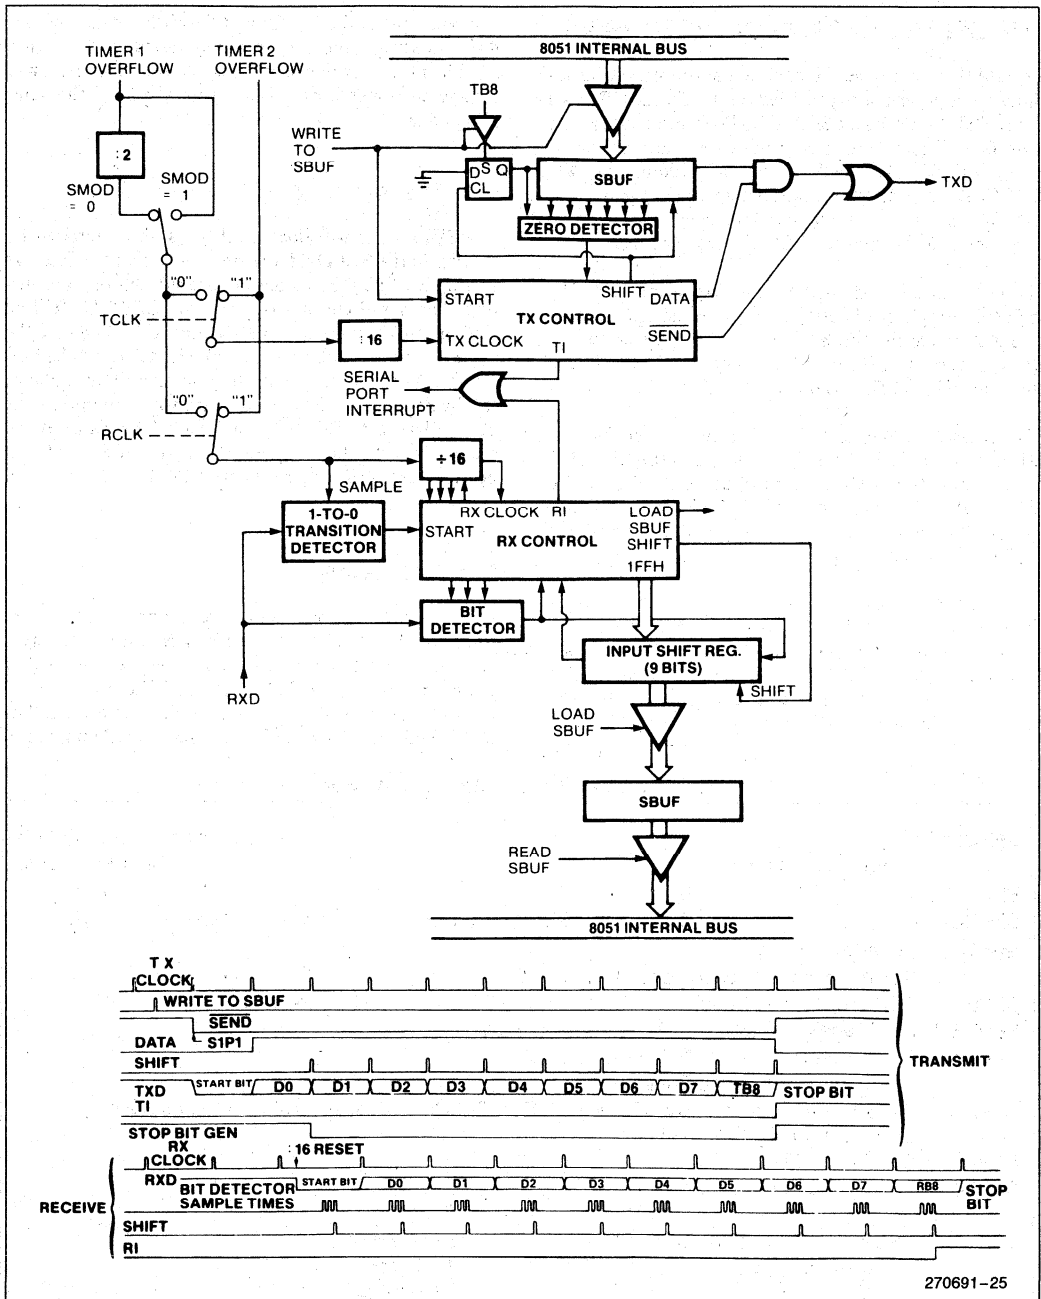 TIMER 1
OVERFLOW
TIMER 2
OVERFLOW
8051 INTERNAL BUS
TB8
WRITE
TO
SBUF
:2
SMOD
= 0
SMOD
= 1
D S Q
CL
SBUF
TXD
ZERO DETECTOR
"0"
"1"
TCLK
START
SHIFT
DATA
TX CONTROL
SEND
TX CLOCK
TI
:16
SERIAL
PORT
INTERRUPT
"0"
"1"
RCLK
÷16
SAMPLE
1-TO-0
TRANSITION
DETECTOR
RX CLOCK
RI
LOAD
SBUF
START
RX CONTROL
SHIFT
1FFH
BIT
DETECTOR
INPUT SHIFT REG.
(9 BITS)
SHIFT
RXD
LOAD
SBUF
SBUF
READ
SBUF
8051 INTERNAL BUS
TX
CLOCK
WRITE TO SBUF
SEND
DATA
S1P1
SHIFT
TRANSMIT
TXD
START BIT
D0
D1
D2
D3
D4
D5
D6
D7
TB8
STOP BIT
TI
STOP BIT GEN
RX
CLOCK
:16 RESET
RXD
START BIT
D0
D1
D2
D3
D4
D5
D6
D7
RB8
STOP
BIT
BIT DETECTOR
SAMPLE TIMES
RECEIVE
SHIFT
RI
270691-25